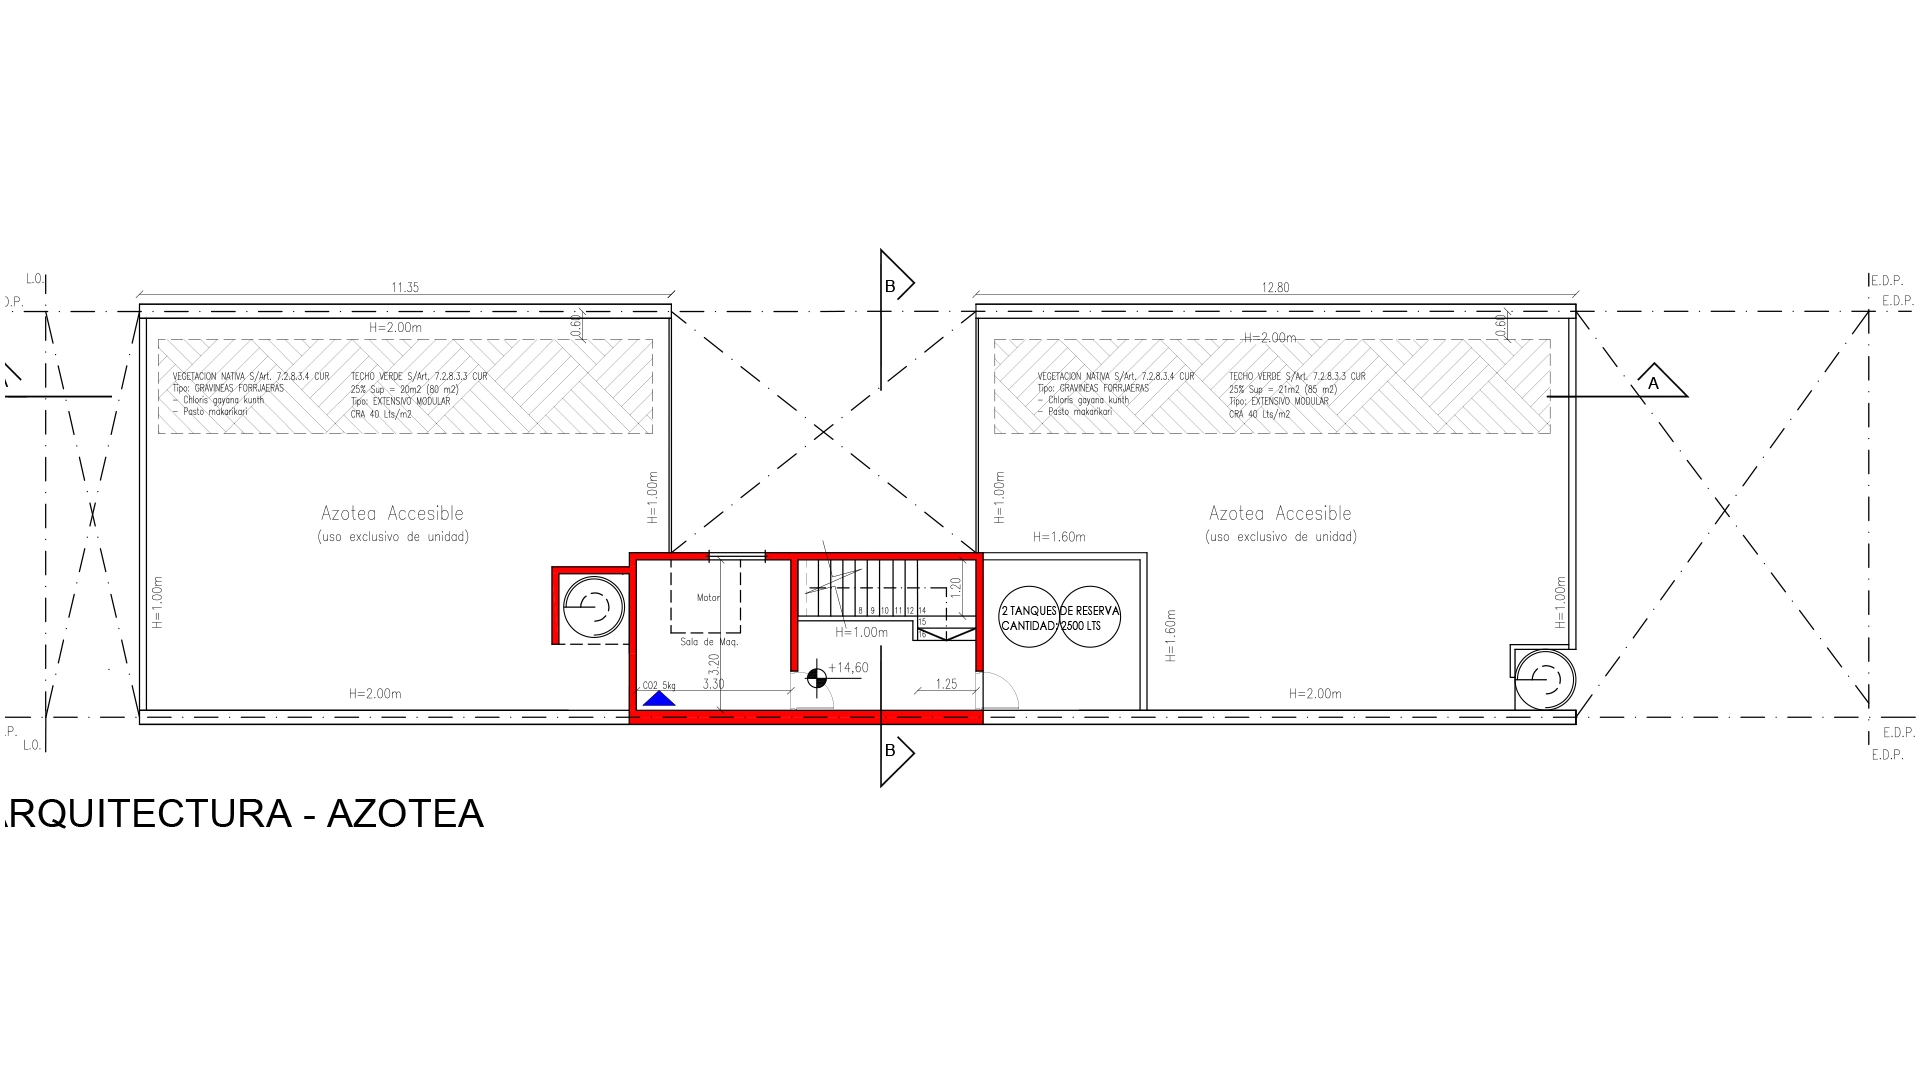 L.O.
D.P.
11.35
B
12.80
E.D.P.
E.D.P.
H=2.00m
0.60
H=2.00m
0.60
VEGETACION NATIVA S/Art. 7.2.8.3.4 CUR
Tipo: GRAVINEAS FORRJAERAS
- Chloris gayana kunth
- Pasto makarikari
TECHO VERDE S/Art. 7.2.8.3.3 CUR
25% Sup = 20m2 (80 m2)
Tipo: EXTENSIVO MODULAR
CRA 40 Lts/m2
VEGETACION NATIVA S/Art. 7.2.8.3.4 CUR
Tipo: GRAVINEAS FORRJAERAS
- Chloris gayana kunth
- Pasto makarikari
TECHO VERDE S/Art. 7.2.8.3.3 CUR
25% Sup = 21m2 (85 m2)
Tipo: EXTENSIVO MODULAR
CRA 40 Lts/m2
A
H=1.00m
H=1.00m
Azotea Accesible
(uso exclusivo de unidad)
Azotea Accesible
(uso exclusivo de unidad)
H=1.60m
H=1.00m
Motor
Sala de Maq.
3.20
3.30
CO2 5kg
8 9 10 11 12 14
15
16
1.20
H=1.00m
+14,60
1.25
2 TANQUES DE RESERVA
CANTIDAD: 2500 LTS
H=1.60m
H=1.00m
H=2.00m
H=2.00m
.P.
L.O.
B
E.D.P.
E.D.P.
ARQUITECTURA - AZOTEA